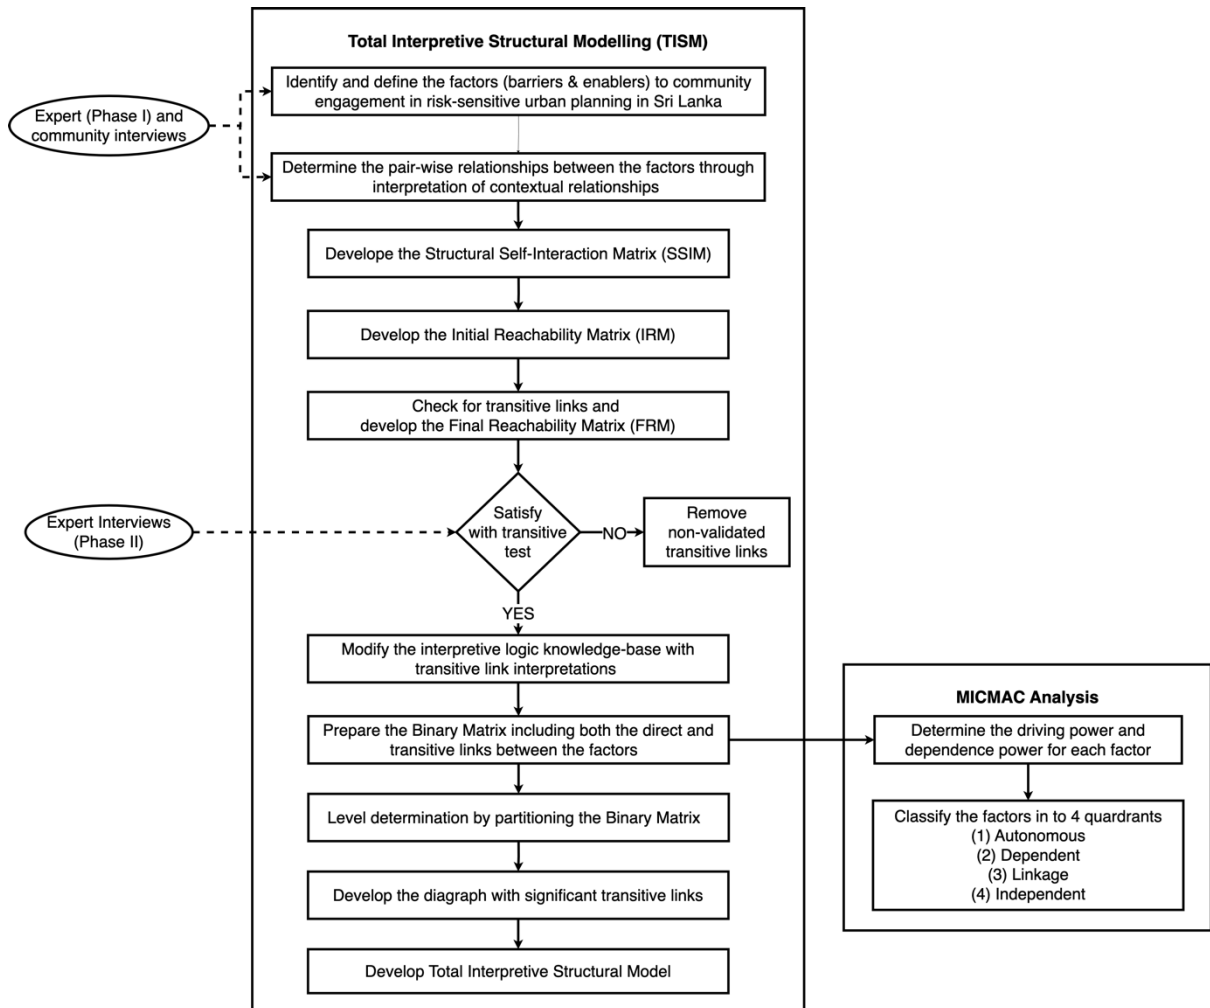 Total Interpretive Structural Modelling (TISM)
Identify and define the factors (barriers & enablers) to community
engagement in risk-sensitive urban planning in Sri Lanka
Expert (Phase I) and
community interviews
Determine the pair-wise relationships between the factors through
interpretation of contextual relationships
Develope the Structural Self-Interaction Matrix (SSIM)
Develop the Initial Reachability Matrix (IRM)
Check for transitive links and
develop the Final Reachability Matrix (FRM)
Expert Interviews
(Phase II)
Satisfy
with transitive
test
NO
Remove
non-validated
transitive links
YES
Modify the interpretive logic knowledge-base with
transitive link interpretations
Prepare the Binary Matrix including both the direct and
transitive links between the factors
Level determination by partitioning the Binary Matrix
Develop the diagraph with significant transitive links
Develop Total Interpretive Structural Model
MICMAC Analysis
Determine the driving power and
dependence power for each factor
Classify the factors in to 4 quardrants
(1) Autonomous
(2) Dependent
(3) Linkage
(4) Independent